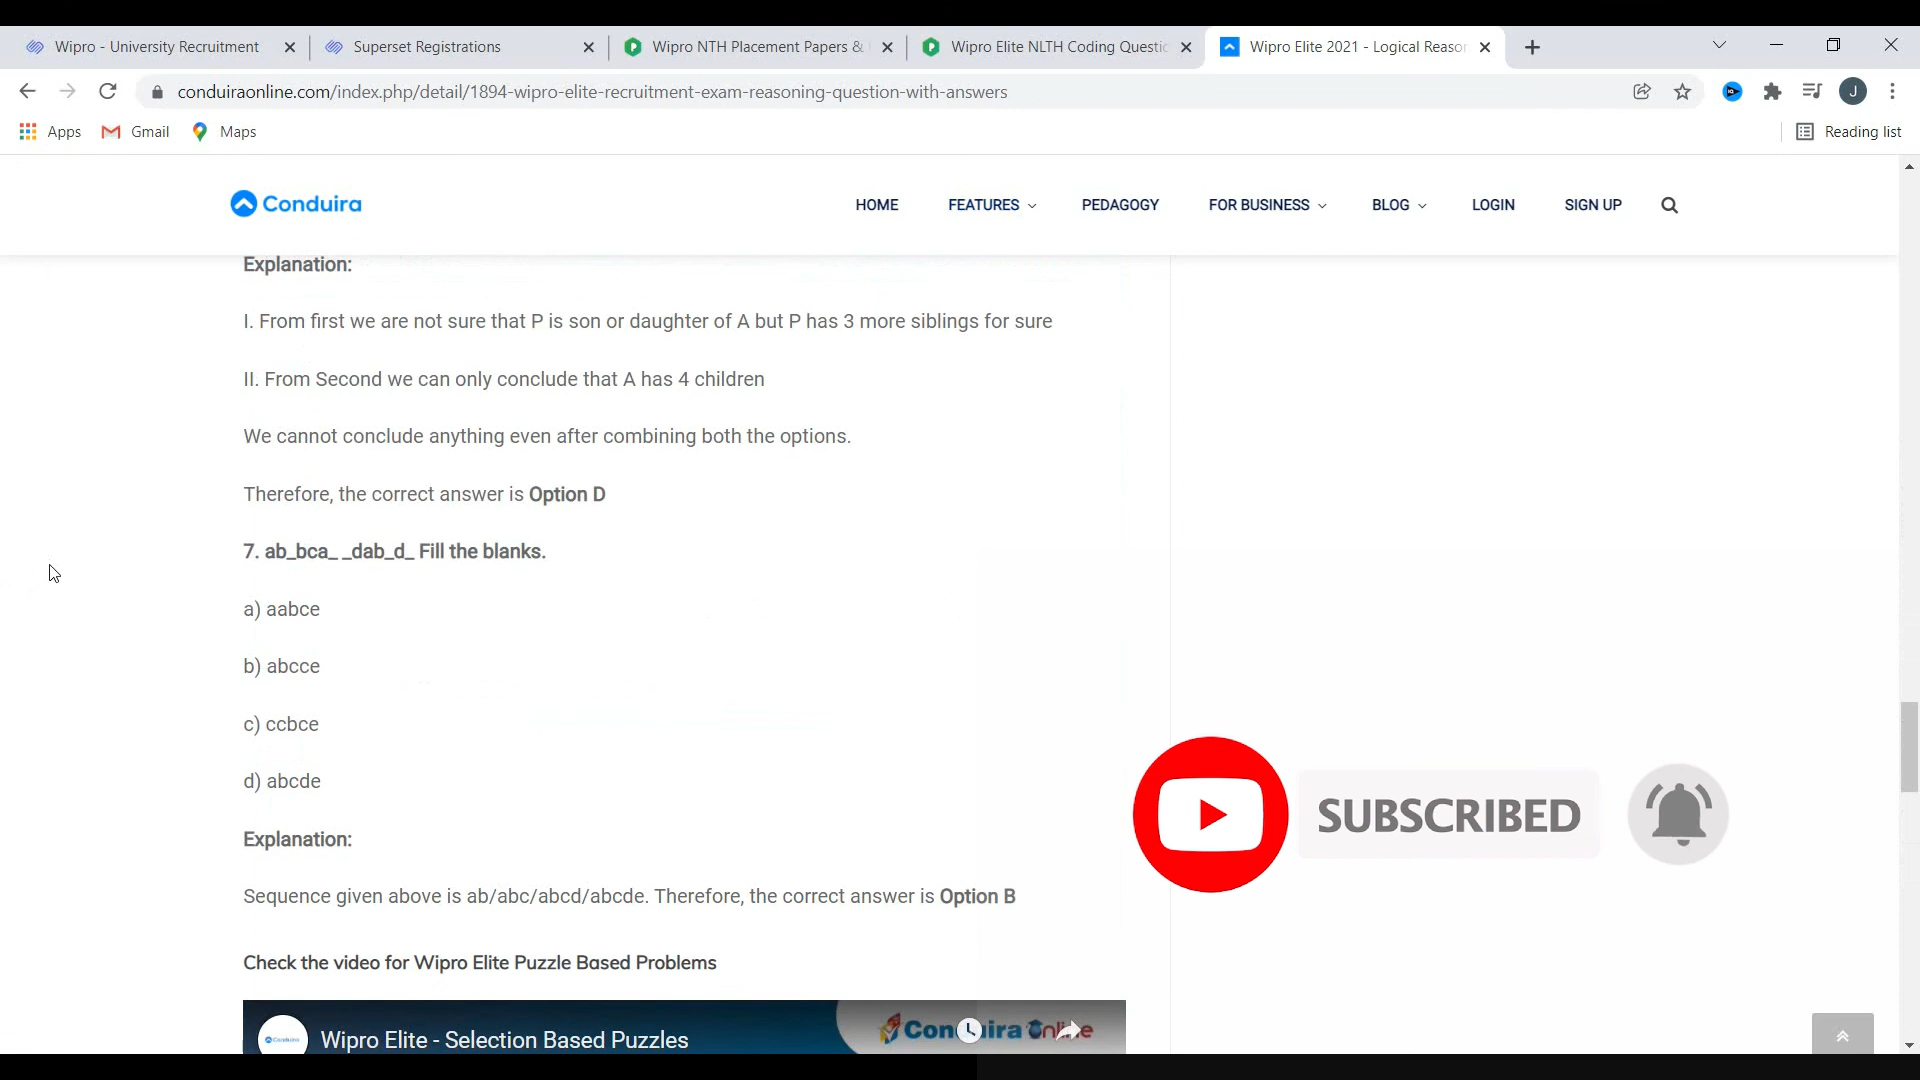 Wipro - University Recruitment
Superset Registrations
Wipro NTH Placement Papers &
Wipro Elite NLTH Coding Questic
Wipro Elite 2021 - Logical Reasor
conduiraonline.com/index.php/detail/1894-wipro-elite-recruitment-exam-reasoning-question-with-answers
J
Apps
Gmail
Maps
Reading list
Conduira
HOME
FEATURES
PEDAGOGY
FOR BUSINESS
BLOG
LOGIN
SIGN UP
Explanation:
I. From first we are not sure that P is son or daughter of A but P has 3 more siblings for sure
II. From Second we can only conclude that A has 4 children
We cannot conclude anything even after combining both the options.
Therefore, the correct answer is Option D
7. ab_bca_ _dab_d_ Fill the blanks.
a) aabce
b) abcce
c) ccbce
d) abcde
SUBSCRIBED
Explanation:
Sequence given above is ab/abc/abcd/abcde. Therefore, the correct answer is Option B
Check the video for Wipro Elite Puzzle Based Problems
Wipro Elite - Selection Based Puzzles
Conduira Online